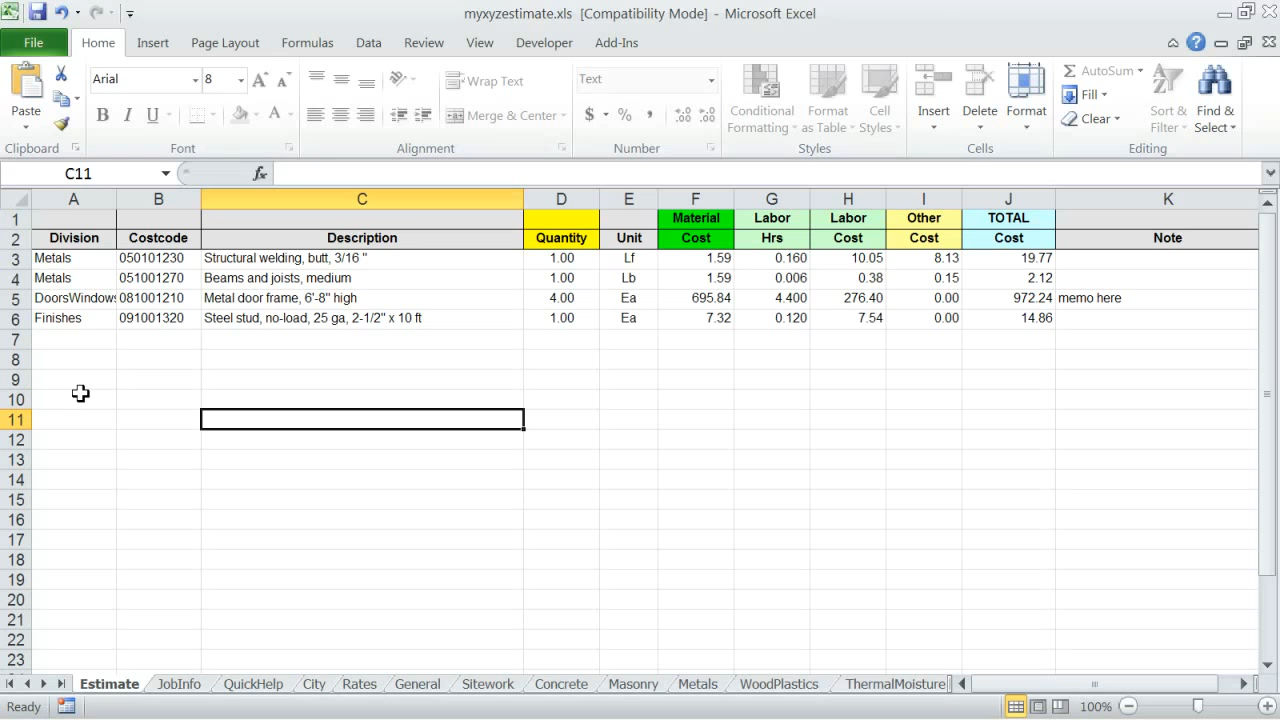 myxyzestimate.xls [Compatibility Mode] - Microsoft Excel
File Home Insert Page Layout Formulas Data Review View Developer Add-Ins
Paste
Arial 8
B I U A A A
Wrap Text
Merge & Center
Text
$ % ,
Conditional Formatting
Format as Table
Cell Styles
Insert
Delete
Format
Σ AutoSum
Fill
Clear
Sort & Filter
Find & Select
Clipboard Font Alignment Number Styles Cells Editing
C11 fx
A B C D E F G H I J K
1 Material Labor Labor Other TOTAL
2 Division Costcode Description Quantity Unit Cost Hrs Cost Cost Cost Note
3 Metals 050101230 Structural welding, butt, 3/16 " 1.00 Lf 1.59 0.160 10.05 8.13 19.77
4 Metals 051001270 Beams and joists, medium 1.00 Lb 1.59 0.006 0.38 0.15 2.12
5 DoorsWindows 081001210 Metal door frame, 6'-8" high 4.00 Ea 695.84 4.400 276.40 0.00 972.24 memo here
6 Finishes 091001320 Steel stud, no-load, 25 ga, 2-1/2" x 10 ft 1.00 Ea 7.32 0.120 7.54 0.00 14.86
7
8
9
10
11
12
13
14
15
16
17
18
19
20
21
22
23
Estimate JobInfo QuickHelp City Rates General Sitework Concrete Masonry Metals WoodPlastics ThermalMoisture
Ready 100%